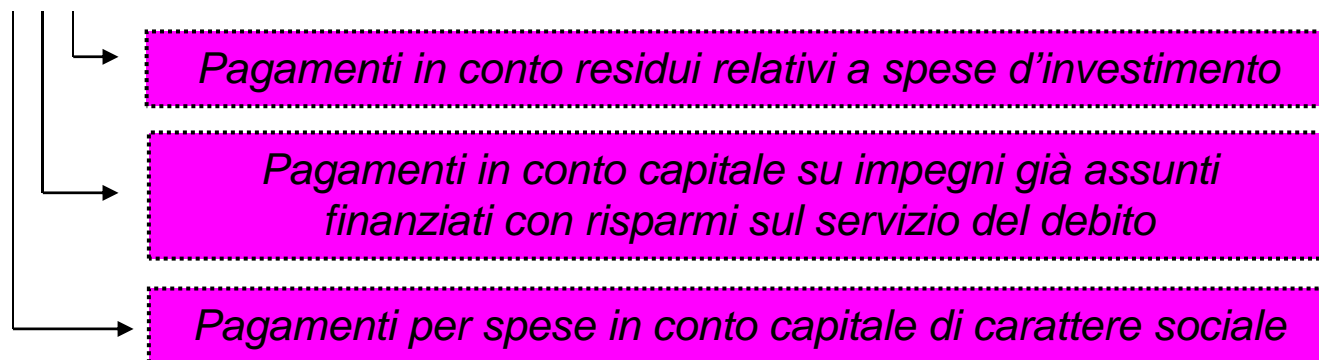 Pagamenti in conto residui relativi a spese d’investimento
Pagamenti in conto capitale su impegni già assunti
finanziati con risparmi sul servizio del debito
Pagamenti per spese in conto capitale di carattere sociale